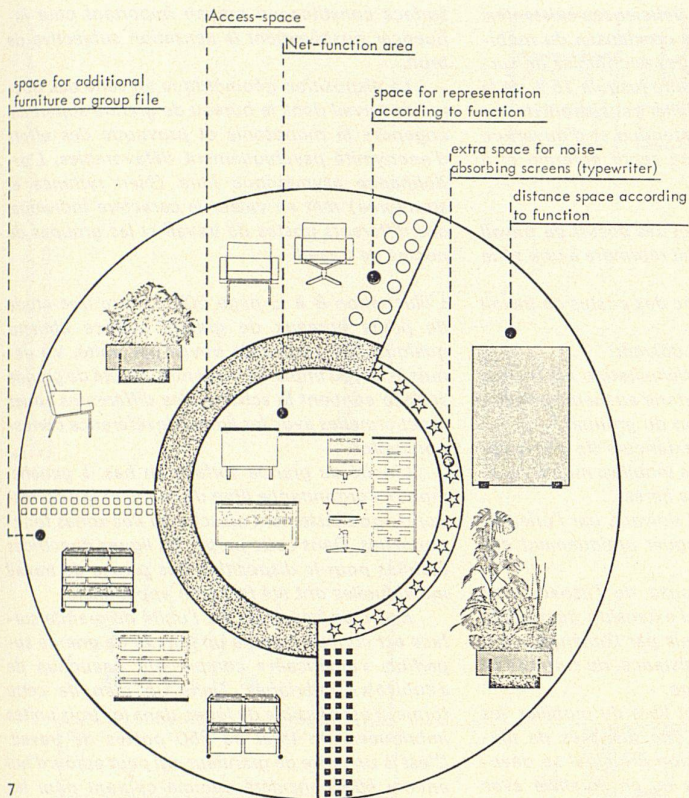 Access-space
Net-function area
space for additional
furniture or group file
space for representation
according to function
extra space for noise-
absorbing screens (typewriter)
distance space according
to function
7